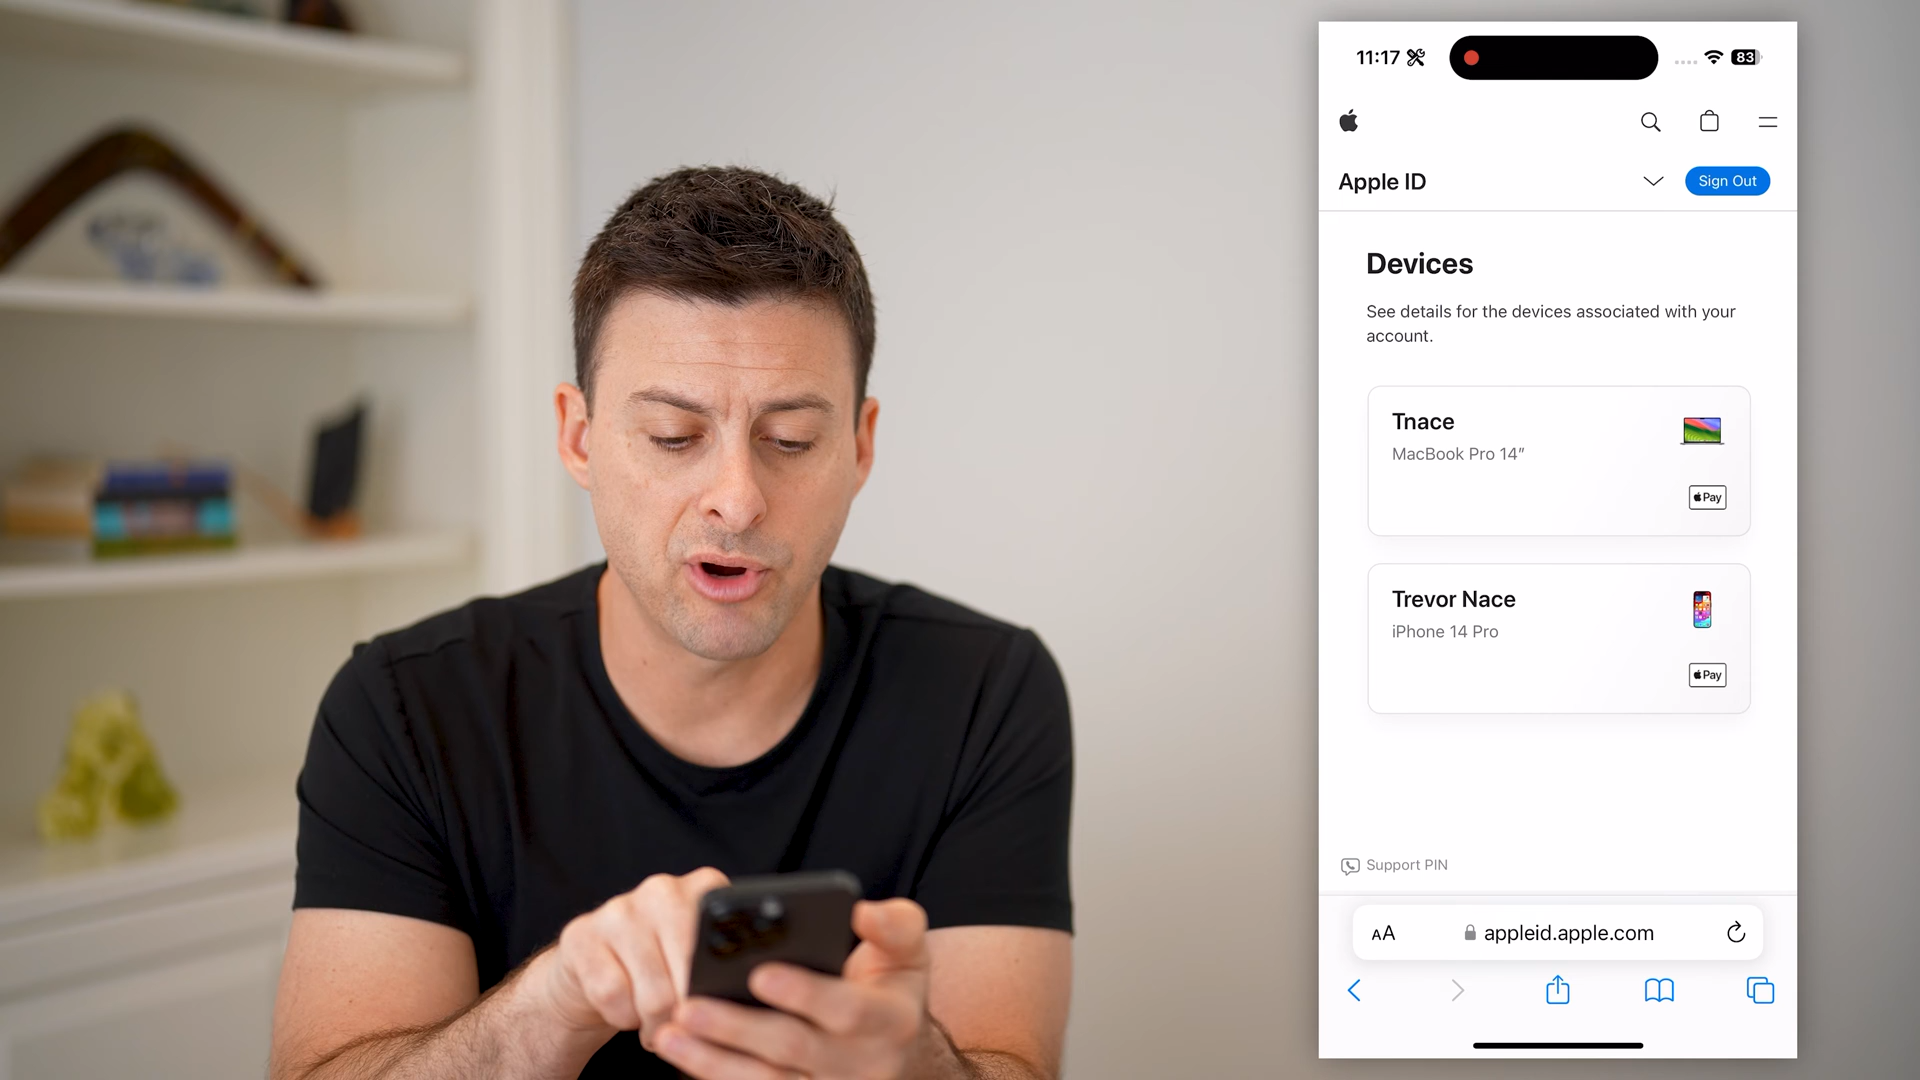 11:17
83
Apple ID
Sign Out
Devices
See details for the devices associated with your
account.
Tnace
MacBook Pro 14"
Pay
Trevor Nace
iPhone 14 Pro
Pay
Support PIN
AA
appleid.apple.com